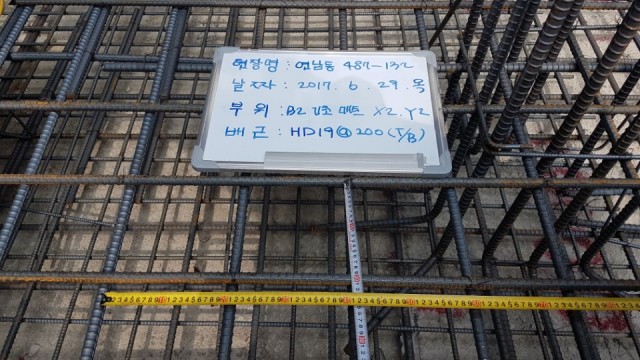 현장명 : 연남동 487-132
날 자 : 2017. 6. 29. 목
부 위 : B2 기초 매트 X2, Y2
배 근 : HD19@200 (T/B)